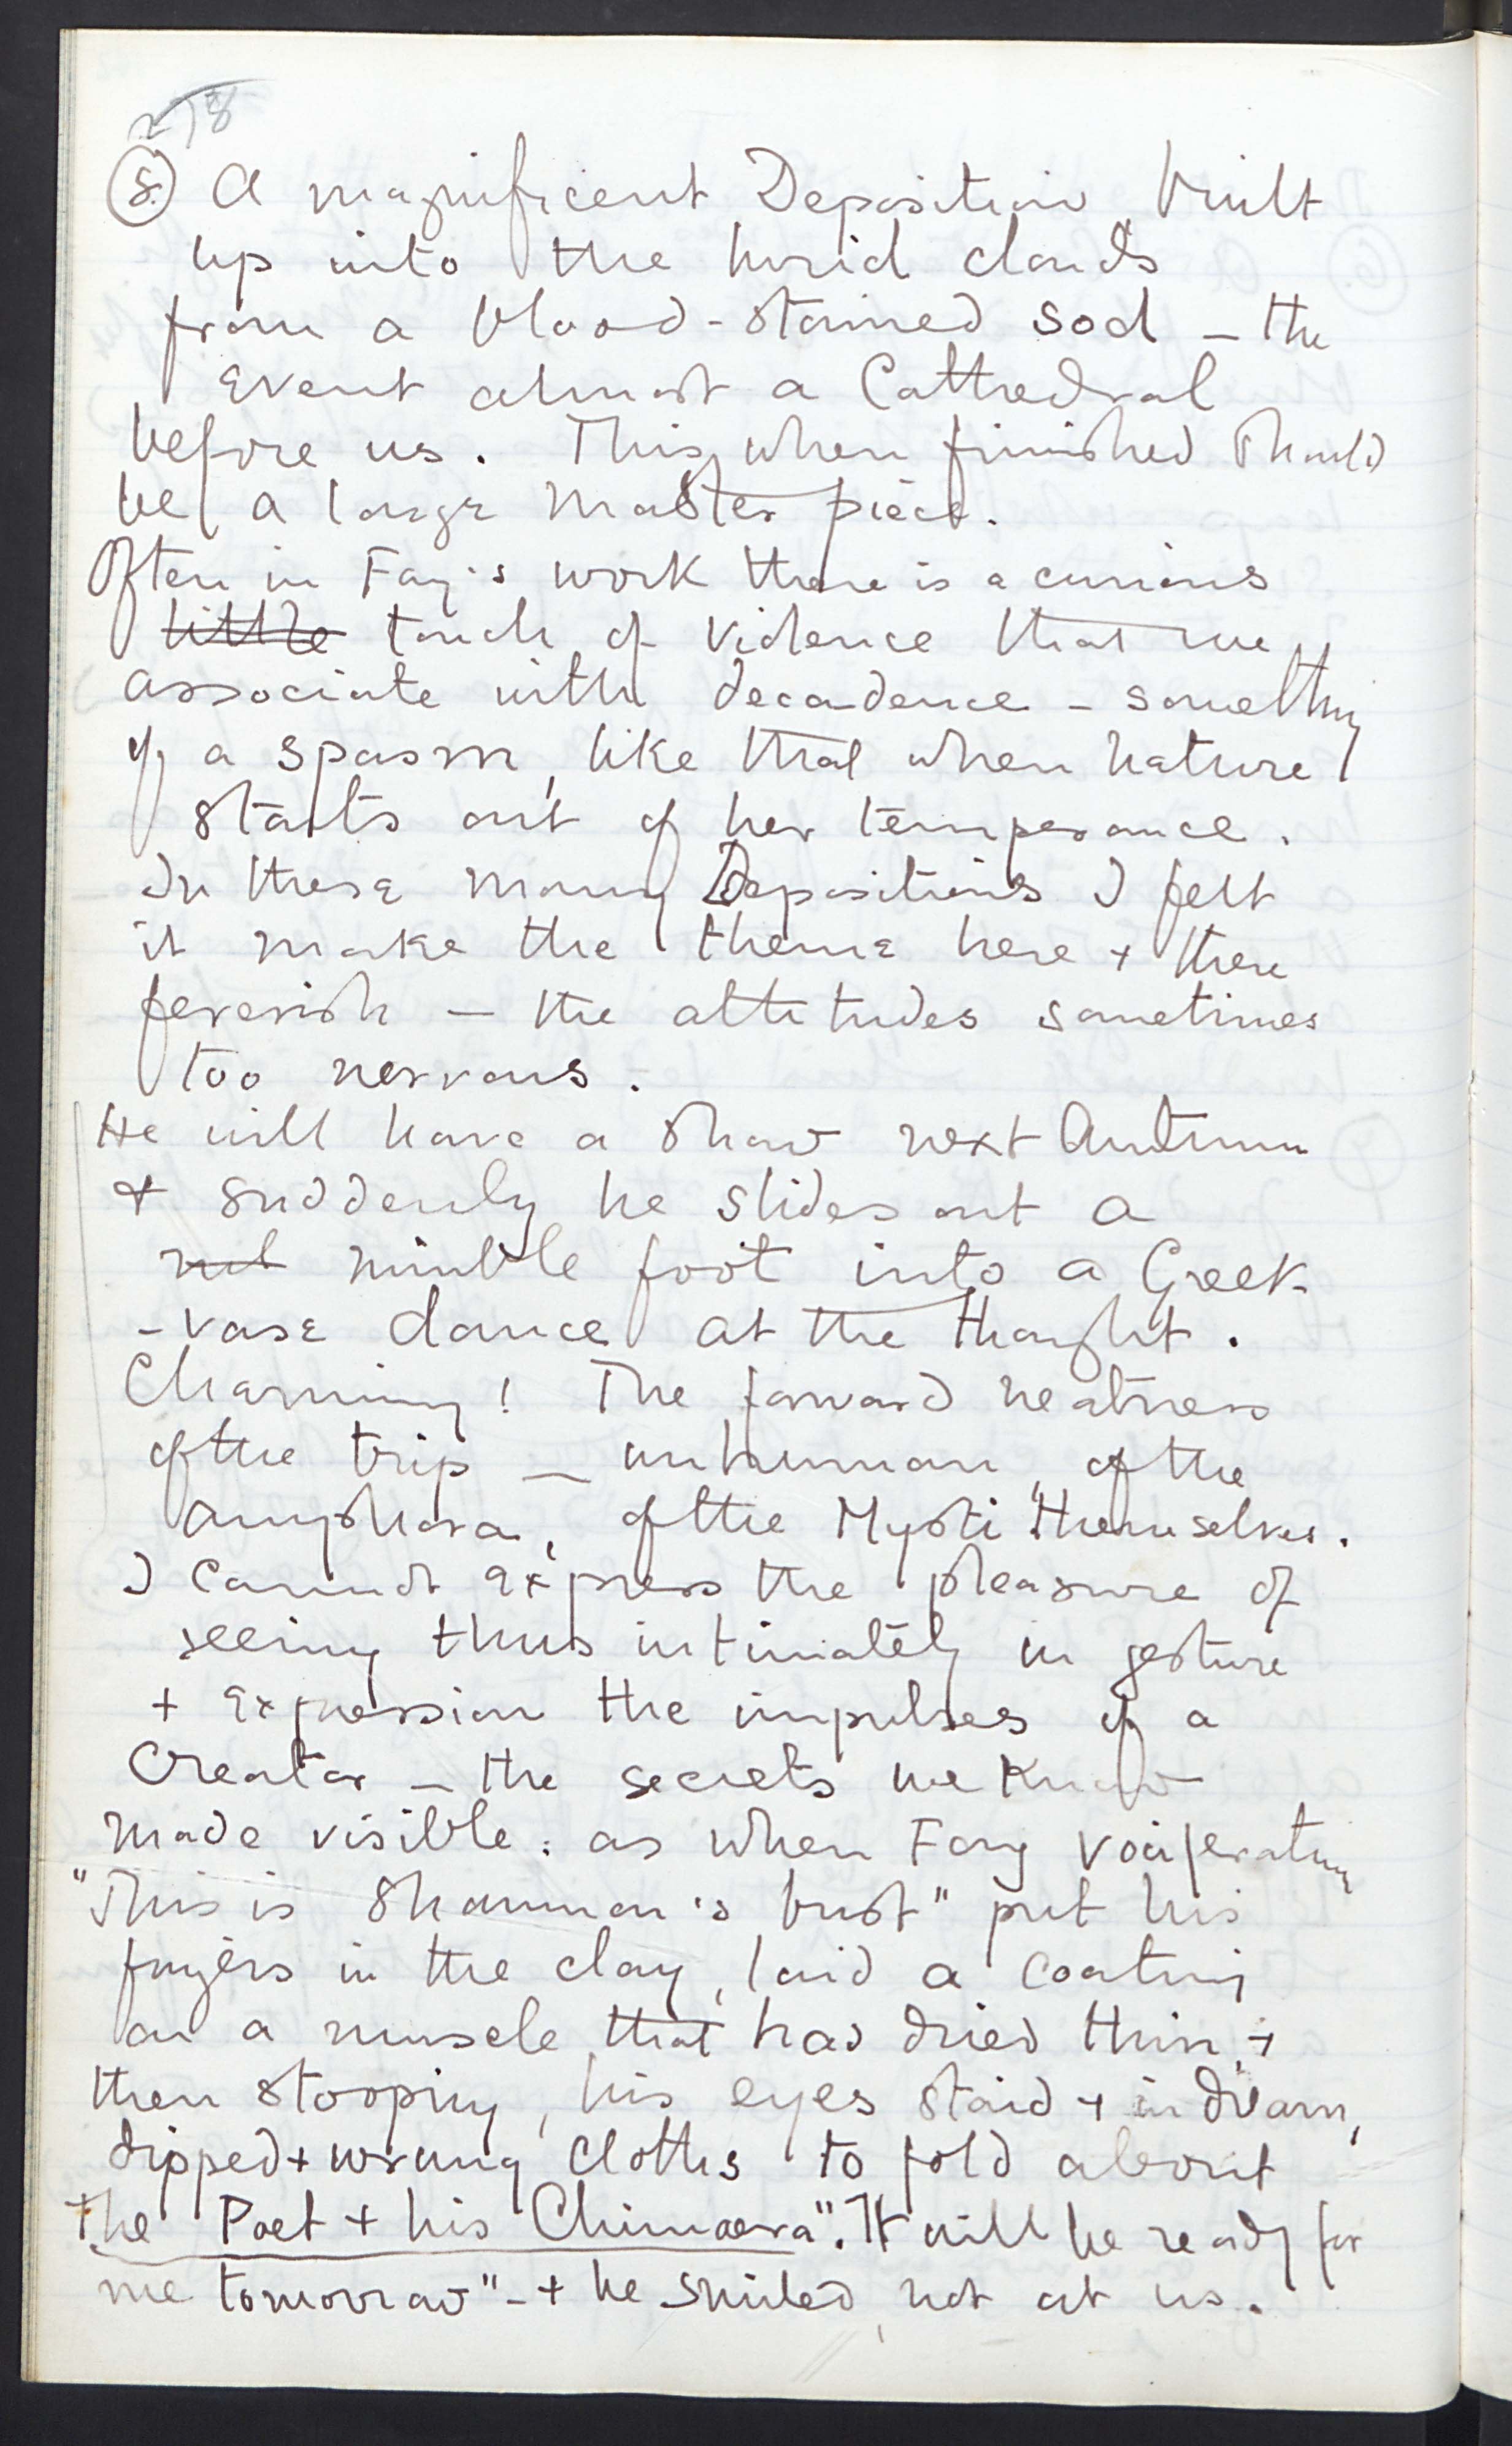 278
5. A magnificent Deposition built
up into the lurid clouds
from a blood-stained sod — the
event almost a Cathedral
before us. This, when finished should
be a large master piece.
Often in Fay's work there is a curious
little touch of violence that we
associate with decadence — something
of a spasm, like that when nature
starts out of her temperance.
In these many Depositions I felt
it make the theme here + there
feverish — the attitudes sometimes
too nervous.
He will have a show next Autumn
+ suddenly he slides out a
nimble foot into a Greek
-vase dance at the thought.
Charming! The forward neatness
of the trip — unhuman, of the
amphora, of the "Mysti" themselves.
I cannot express the pleasure of
seeing thus intimately in gesture
+ expression the impulses of a
Creator — the secrets we know
made visible: as when Fay vociferating
"This is Shannon's bust" put his
fingers in the clay, laid a coating
on a muscle that had dried thin, +
then stooping, his eyes staid + in dream,
dipped + wrung cloths to fold about
The Poet + his Chimaera". It will be ready for
me tomorrow" - + he smiled, not at us.